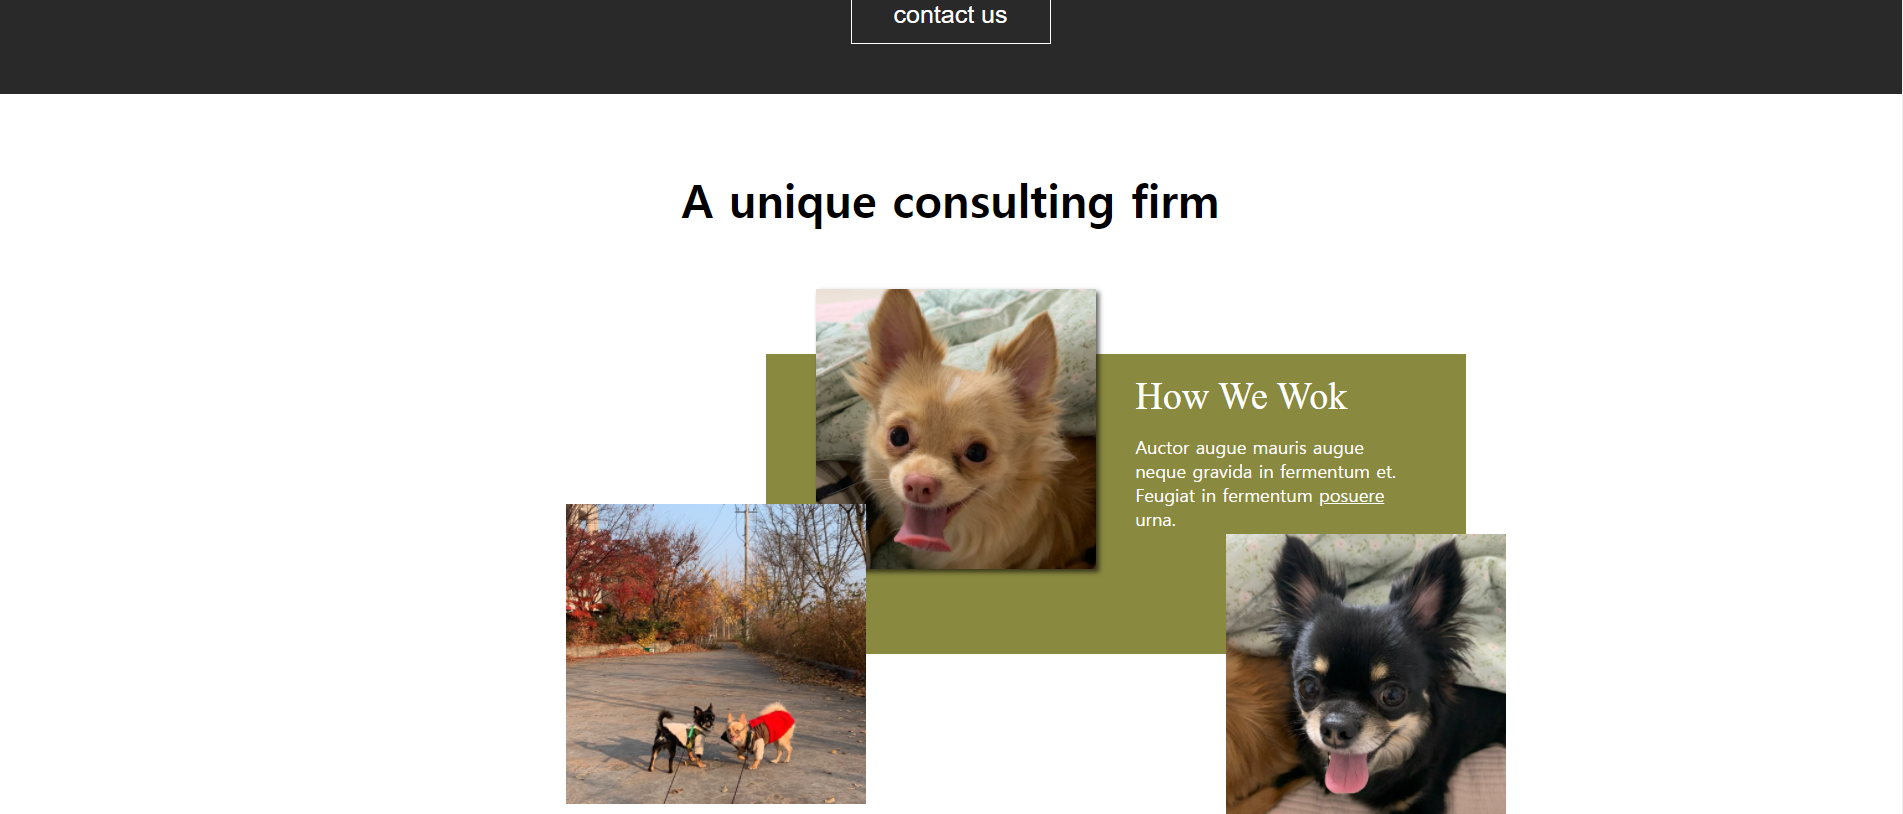 contact us
A unique consulting firm
How We Wok
Auctor augue mauris augue
neque gravida in fermentum et.
Feugiat in fermentum posuere
urna.